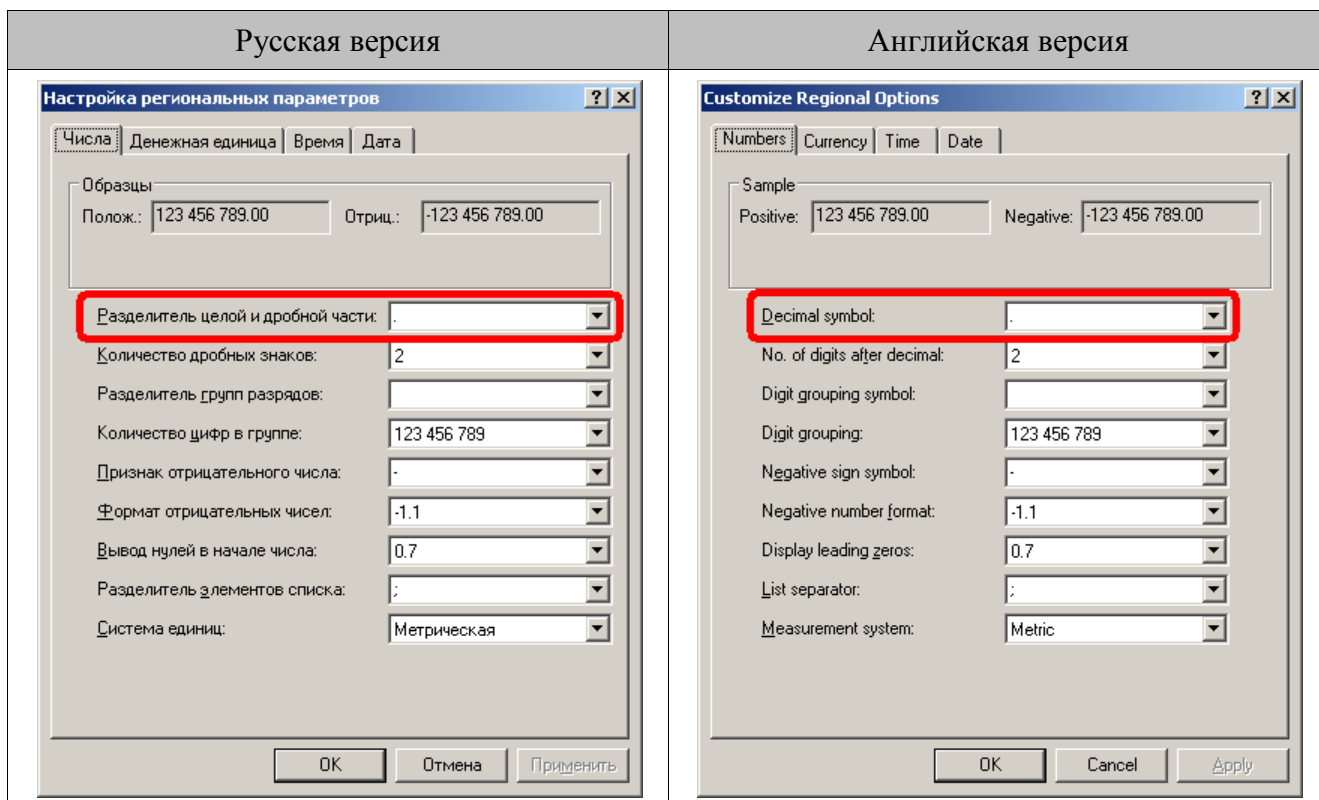 Русская версия
Английская версия
Настройка региональных параметров
Числа Денежная единица Время Дата
Образцы
Полож.: 123 456 789.00 Отриц.: -123 456 789.00
Разделитель целой и дробной части: .
Количество дробных знаков: 2
Разделитель групп разрядов:
Количество цифр в группе: 123 456 789
Признак отрицательного числа: -
Формат отрицательных чисел: -1.1
Вывод нулей в начале числа: 0.7
Разделитель элементов списка: ;
Система единиц: Метрическая
OK Отмена Применить
Customize Regional Options
Numbers Currency Time Date
Sample
Positive: 123 456 789.00 Negative: -123 456 789.00
Decimal symbol: .
No. of digits after decimal: 2
Digit grouping symbol:
Digit grouping: 123 456 789
Negative sign symbol: -
Negative number format: -1.1
Display leading zeros: 0.7
List separator: ;
Measurement system: Metric
OK Cancel Apply